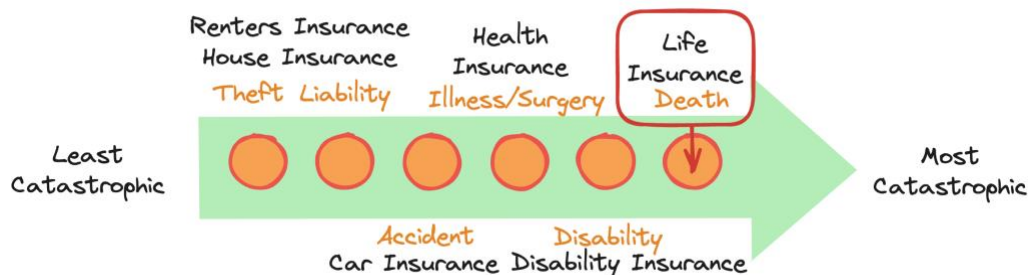 Renters Insurance
House Insurance
Theft Liability
Health
Insurance
Illness/Surgery
Life
Insurance
Death
Least
Catastrophic
Most
Catastrophic
Accident
Car Insurance
Disability
Disability Insurance